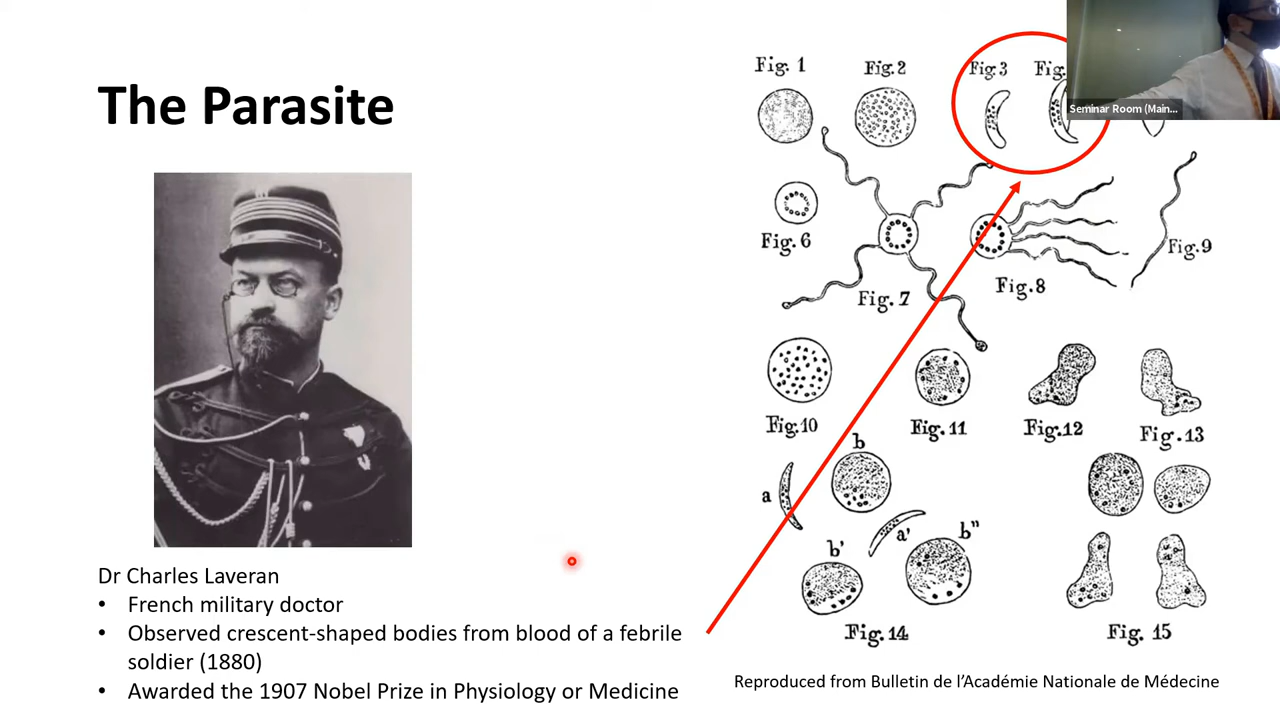 The Parasite
Dr Charles Laveran
• French military doctor
• Observed crescent-shaped bodies from blood of a febrile
soldier (1880)
• Awarded the 1907 Nobel Prize in Physiology or Medicine
Fig. 1
Fig. 2
Fig. 3
Fig.
Seminar Room (Main...
Fig. 6
Fig. 7
Fig. 8
Fig. 9
Fig. 10
Fig. 11
Fig. 12
Fig. 13
a
b
a'
b'
b"
Fig. 14
Fig. 15
Reproduced from Bulletin de l’Académie Nationale de Médecine